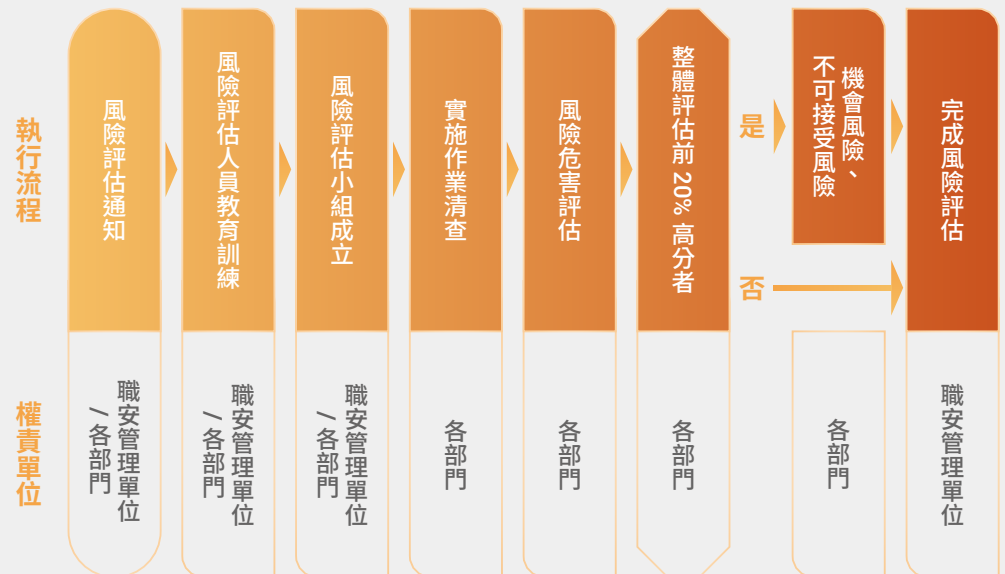 執行流程
風險評估通知
風險評估人員教育訓練
風險評估小組成立
實施作業清查
風險危害評估
整體評估前 20% 高分者
是
否
機會風險、
不可接受風險
完成風險評估
權責單位
職安管理單位
/ 各部門
職安管理單位
/ 各部門
職安管理單位
/ 各部門
各部門
各部門
各部門
各部門
職安管理單位